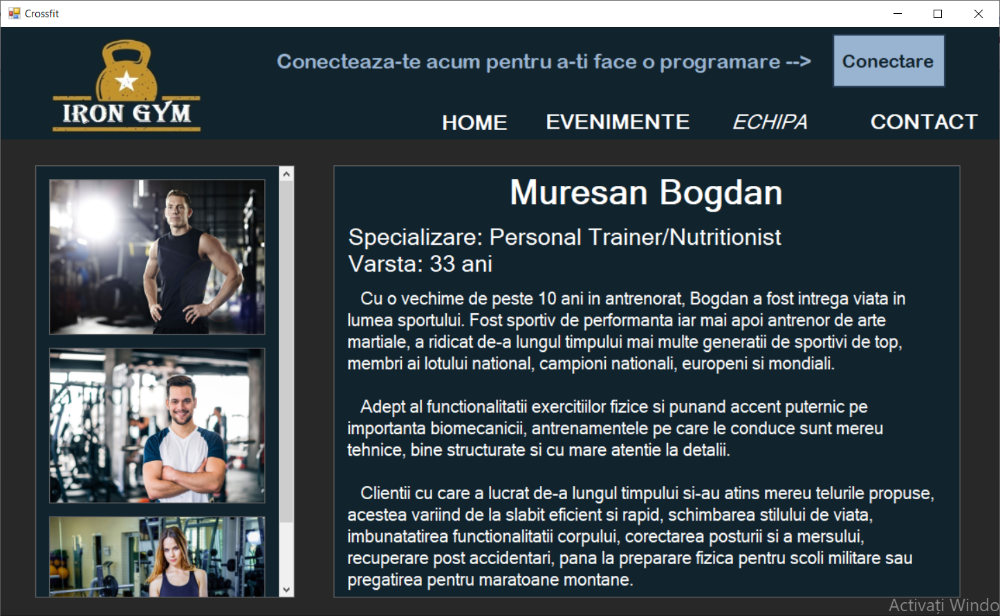 Crossfit
Conecteaza-te acum pentru a-ti face o programare -->
Conectare
IRON GYM
HOME
EVENIMENTE
ECHIPA
CONTACT
Muresan Bogdan
Specializare: Personal Trainer/Nutritionist
Varsta: 33 ani
Cu o vechime de peste 10 ani in antrenorat, Bogdan a fost intrega viata in
lumea sportului. Fost sportiv de performanta iar mai apoi antrenor de arte
martiale, a ridicat de-a lungul timpului mai multe generatii de sportivi de top,
membri ai lotului national, campioni nationali, europeni si mondiali.
Adept al functionalitatii exercitiilor fizice si punand accent puternic pe
importanta biomecanicii, antrenamentele pe care le conduce sunt mereu
tehnice, bine structurate si cu mare atentie la detalii.
Clientii cu care a lucrat de-a lungul timpului si-au atins mereu telurile propuse,
acestea variind de la slabit eficient si rapid, schimbarea stilului de viata,
imbunatatirea functionalitatii corpului, corectarea posturii si a mersului,
recuperare post accidentari, pana la preparare fizica pentru scoli militare sau
pregatirea pentru maratoane montane.
Activați Windo